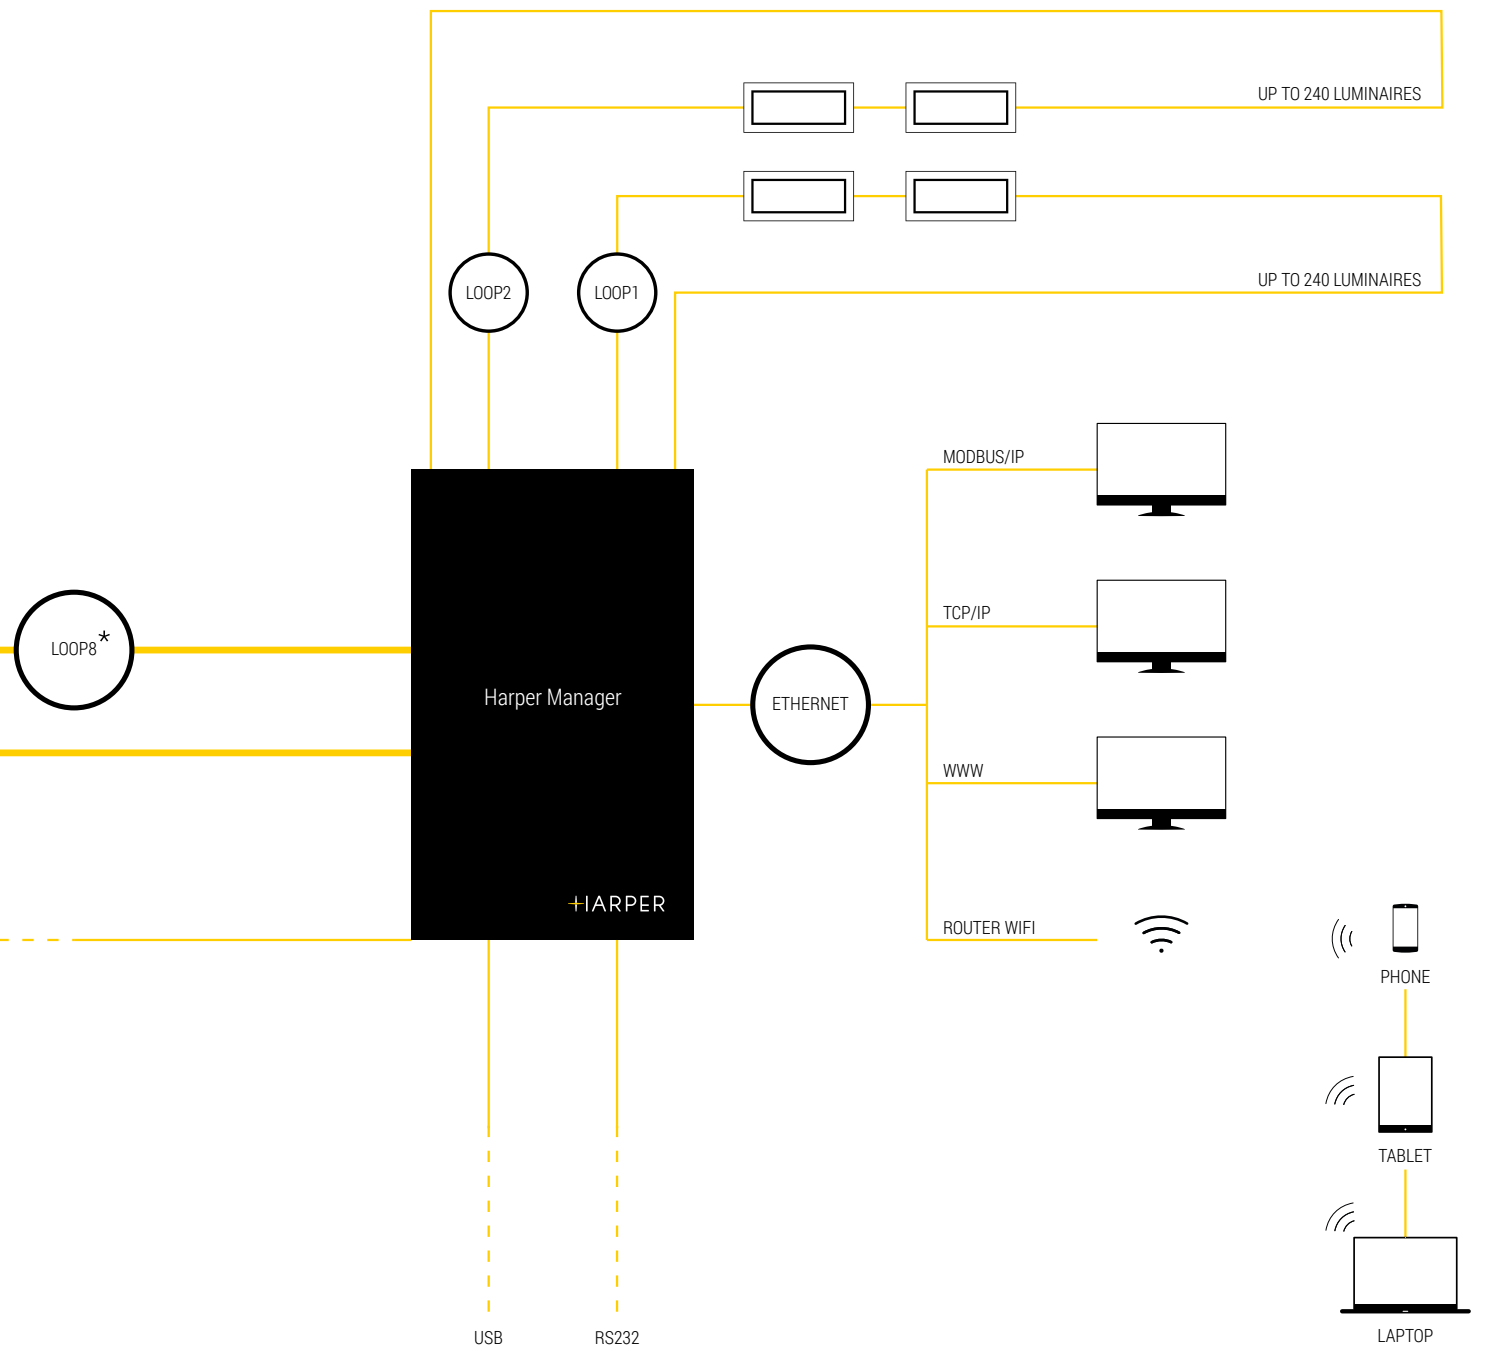 UP TO 240 LUMINAIRES
LOOP2
LOOP1
UP TO 240 LUMINAIRES
MODBUS/IP
TCP/IP
LOOP8*
Harper Manager
ETHERNET
WWW
HARPER
ROUTER WIFI
PHONE
TABLET
USB
RS232
LAPTOP